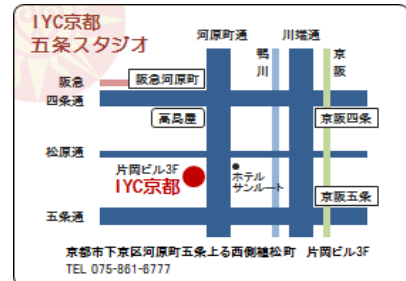 IYC京都
五条スタジオ
河原町通
川端通
鴨川
京阪
阪急
阪急河原町
四条通
高島屋
京阪四条
松原通
片岡ビル3F
IYC京都
ホテル
サンルート
京阪五条
五条通
京都市下京区河原町五条上る西側植松町 片岡ビル3F
TEL 075-861-6777